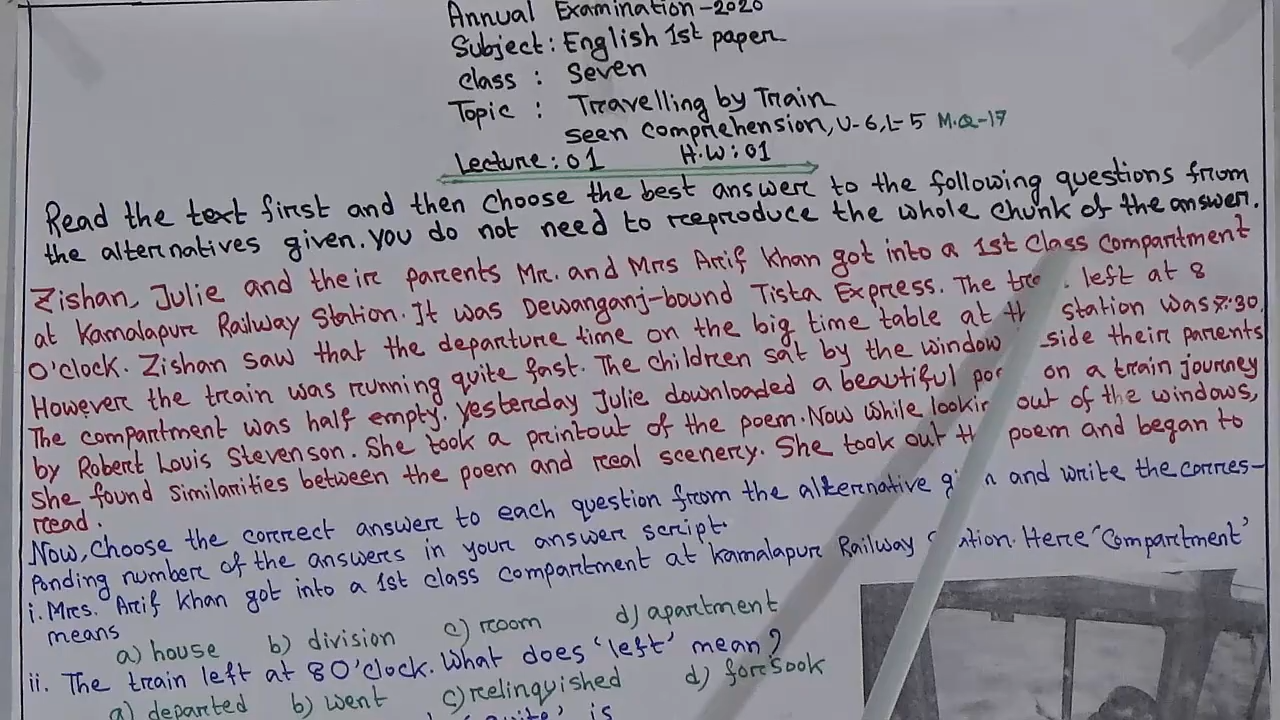 Annual Examination-2020
Subject: English 1st paper
Class : Seven
Topic : Travelling by Train
seen comprehension, U-6, L-5 M.Q-17
Lecture: 01 H.W: 01
Read the text first and then choose the best answer to the following questions from
the alternatives given. You do not need to reproduce the whole chunk of the answer.
Zishan, Julie and their parents Mr. and Mrs Arif Khan got into a 1st Class Compartment
at Kamalapur Railway Station. It was Dewanganj-bound Tista Express. The left at 8
O'clock. Zishan saw that the departure time on the big time table at station was 7:30.
However the train was running quite fast. The children sat by the window side their parents
The compartment was half empty. Yesterday Julie downloaded a beautiful on a train journey
by Robert Louis Stevenson. She took a printout of the poem. Now while out of the windows,
She found similarities between the poem and real scenery. She took out poem and began to
read.
Now, Choose the correct answer to each question from the alternative and write the corres-
ponding number of the answers in your answer script.
i. Mrs. Arif Khan got into a 1st class compartment at Kamalapur Railway Here 'Compartment'
means
a) house b) division c) room d) apartment
ii. The train left at 8 O'clock. What does 'left' mean?
a) departed b) went c) relinquished d) forsook
is